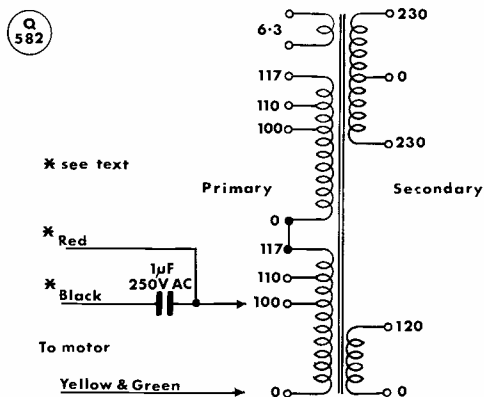 Q
582
6·3
117
110
100
0
230
0
230
* see text
Primary
Secondary
* Red
1µF
250V AC
* Black
117
110
100
0
120
0
To motor
Yellow & Green